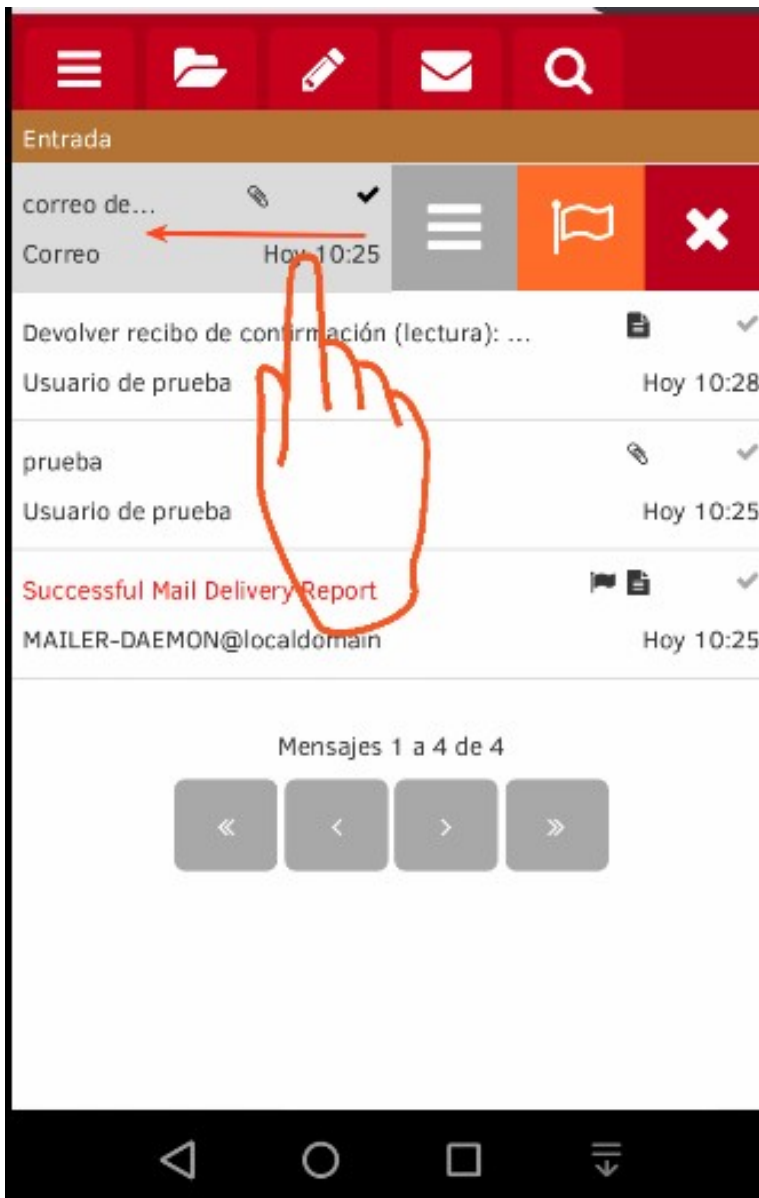 Entrada
correo de...
Correo Hoy 10:25
Devolver recibo de confirmación (lectura): ...
Usuario de prueba Hoy 10:28
prueba
Usuario de prueba Hoy 10:25
Successful Mail Delivery Report
MAILER-DAEMON@localdomain Hoy 10:25
Mensajes 1 a 4 de 4
« ‹ › »